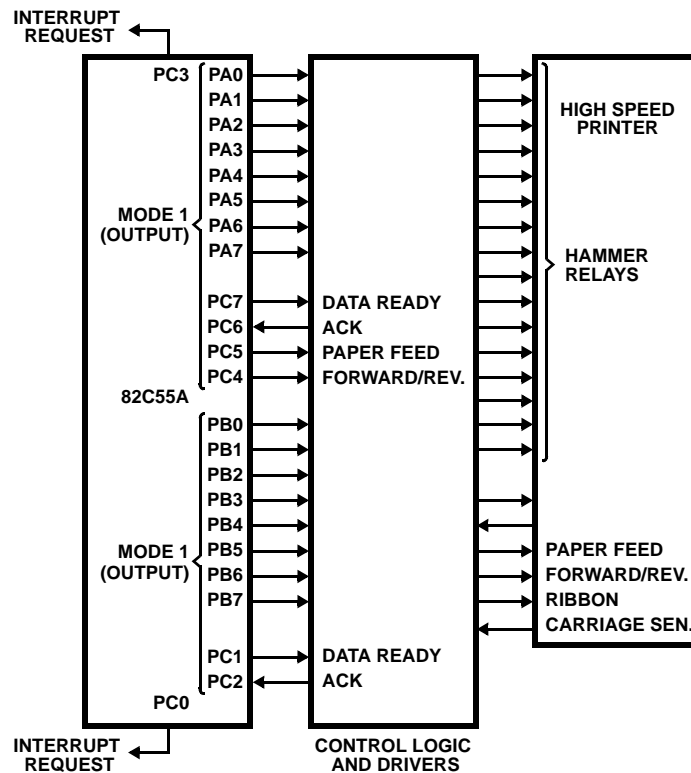 INTERRUPT
REQUEST
PC3
PA0
PA1
PA2
PA3
PA4
PA5
PA6
PA7
MODE 1
(OUTPUT)
PC7
PC6
PC5
PC4
82C55A
PB0
PB1
PB2
PB3
PB4
PB5
PB6
PB7
MODE 1
(OUTPUT)
PC1
PC2
PC0
INTERRUPT
REQUEST
DATA READY
ACK
PAPER FEED
FORWARD/REV.
DATA READY
ACK
CONTROL LOGIC
AND DRIVERS
HIGH SPEED
PRINTER
HAMMER
RELAYS
PAPER FEED
FORWARD/REV.
RIBBON
CARRIAGE SEN.